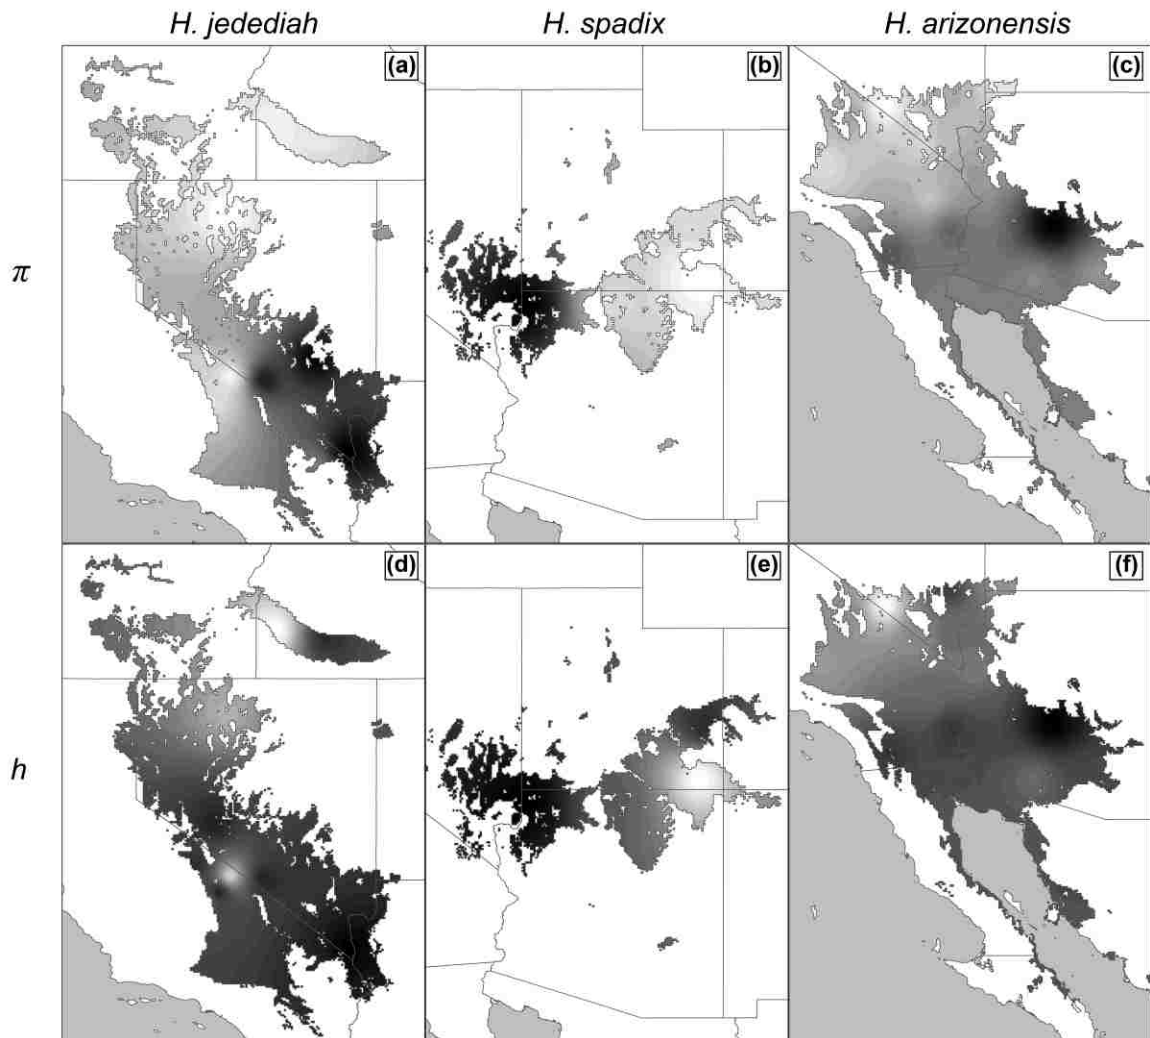 H. jedediah H. spadix H. arizonensis
(a) (b) (c)
π
(d) (e) (f)
h